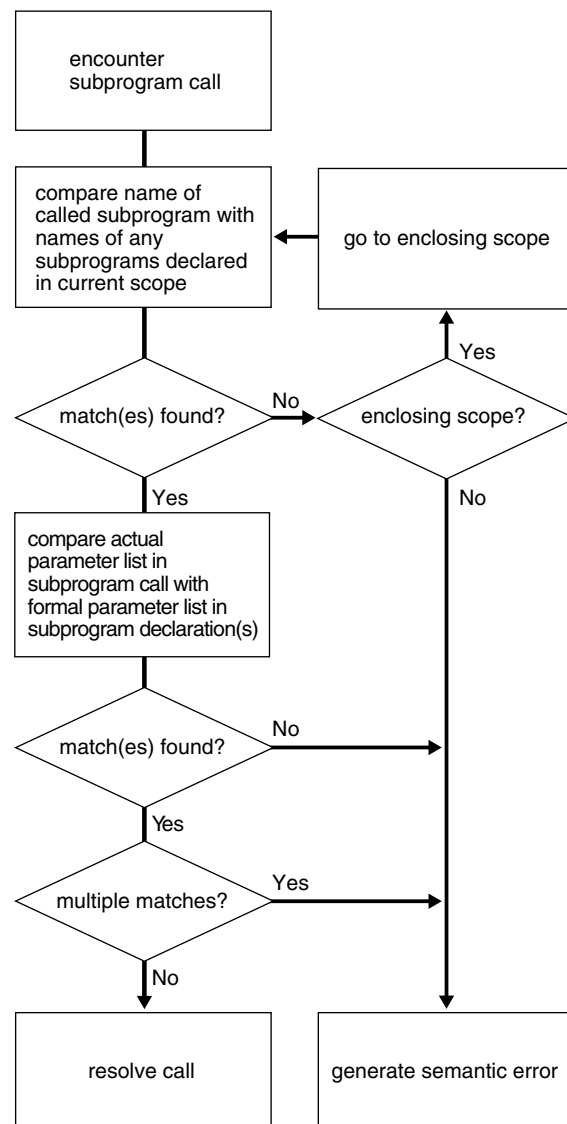 encounter
subprogram call
compare name of
called subprogram with
names of any
subprograms declared
in current scope
go to enclosing scope
Yes
match(es) found?
No
enclosing scope?
Yes
No
compare actual
parameter list in
subprogram call with
formal parameter list in
subprogram declaration(s)
match(es) found?
No
Yes
multiple matches?
Yes
No
resolve call
generate semantic error